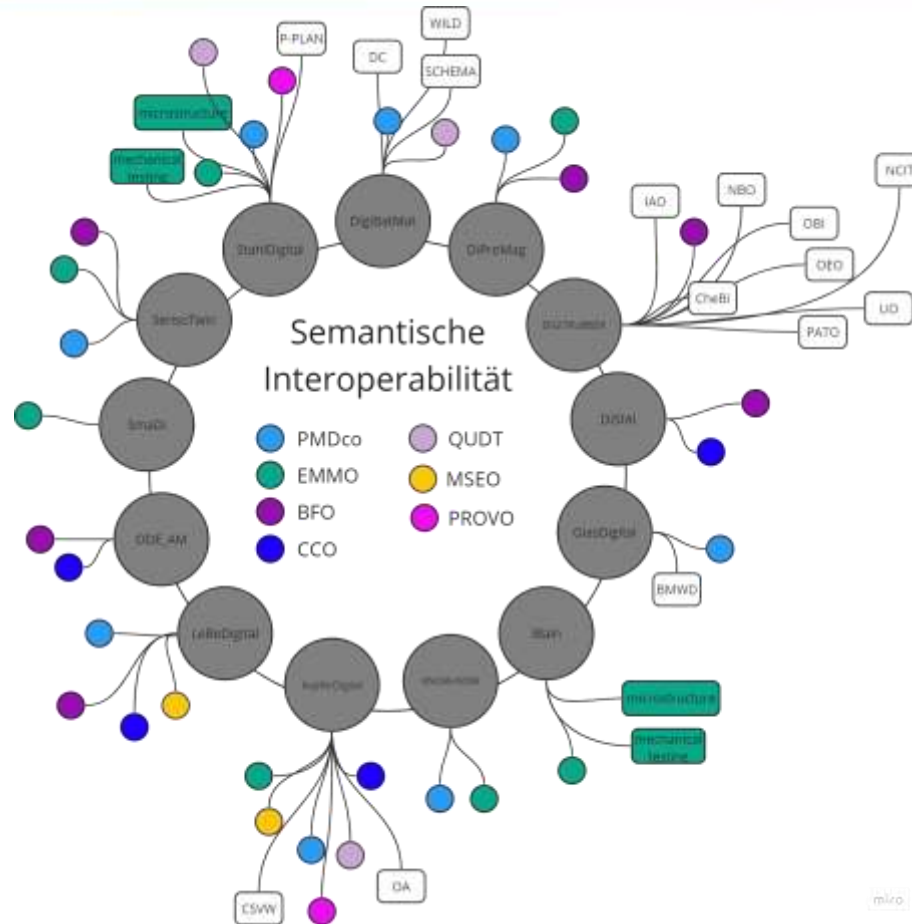 WILD
P-PLAN
DC
SCHEMA
microstructure
mechanical
testing
NCIT
NBO
IAO
OBI
OEO
CheBi
UO
PATO
StahlDigital
DigiBatMat
DiProMag
DIGITRUBBER
SensoTwin
SmaDi
DiStAl
ODE_AM
GlasDigital
LeBeDigital
iBain
KupferDigital
Semantische
Interoperabilität
PMDco
EMMO
BFO
CCO
QUDT
MSEO
PROVO
BMWD
microstructure
mechanical
testing
OA
CSVW
miro